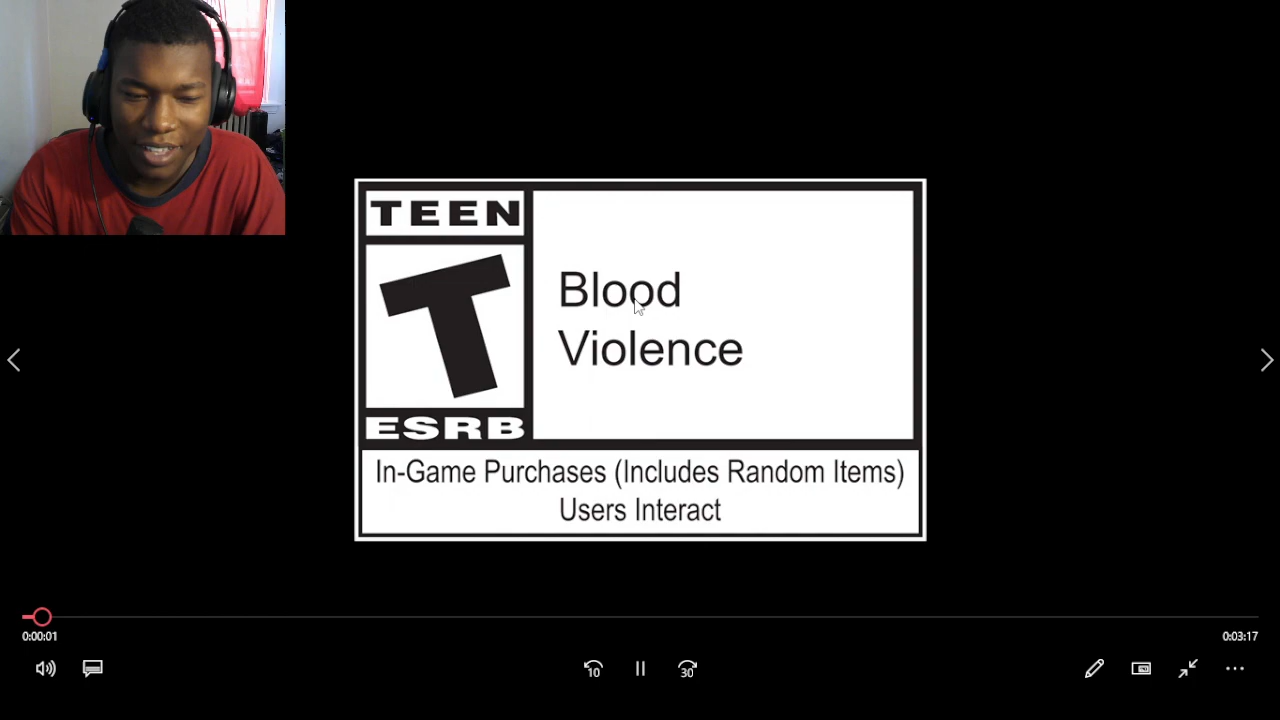 TEEN
T
ESRB
Blood
Violence
In-Game Purchases (Includes Random Items)
Users Interact
0:00:01
0:03:17
10
30